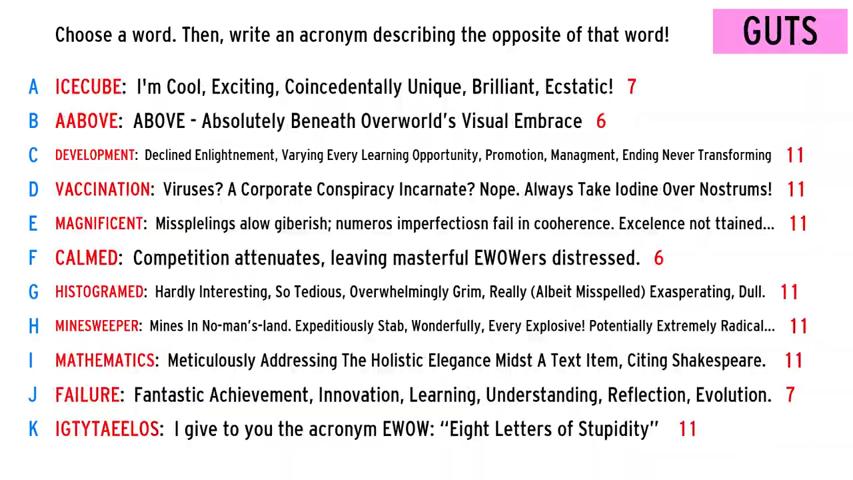 Choose a word. Then, write an acronym describing the opposite of that word!
GUTS
A ICECUBE: I'm Cool, Exciting, Coincedentally Unique, Brilliant, Ecstatic! 7
B AABOVE: ABOVE - Absolutely Beneath Overworld's Visual Embrace 6
C DEVELOPMENT: Declined Enlightnement, Varying Every Learning Opportunity, Promotion, Managment, Ending Never Transforming 11
D VACCINATION: Viruses? A Corporate Conspiracy Incarnate? Nope. Always Take Iodine Over Nostrums! 11
E MAGNIFICENT: Missplelings alow giberish; numeros imperfectiosn fail in cooherence. Excelence not ttained... 11
F CALMED: Competition attenuates, leaving masterful EWOWers distressed. 6
G HISTOGRAMED: Hardly Interesting, So Tedious, Overwhelmingly Grim, Really (Albeit Misspelled) Exasperating, Dull. 11
H MINESWEEPER: Mines In No-man's-land. Expeditiously Stab, Wonderfully, Every Explosive! Potentially Extremely Radical... 11
I MATHEMATICS: Meticulously Addressing The Holistic Elegance Midst A Text Item, Citing Shakespeare. 11
J FAILURE: Fantastic Achievement, Innovation, Learning, Understanding, Reflection, Evolution. 7
K IGTYTAEELOS: I give to you the acronym EWOW: “Eight Letters of Stupidity” 11